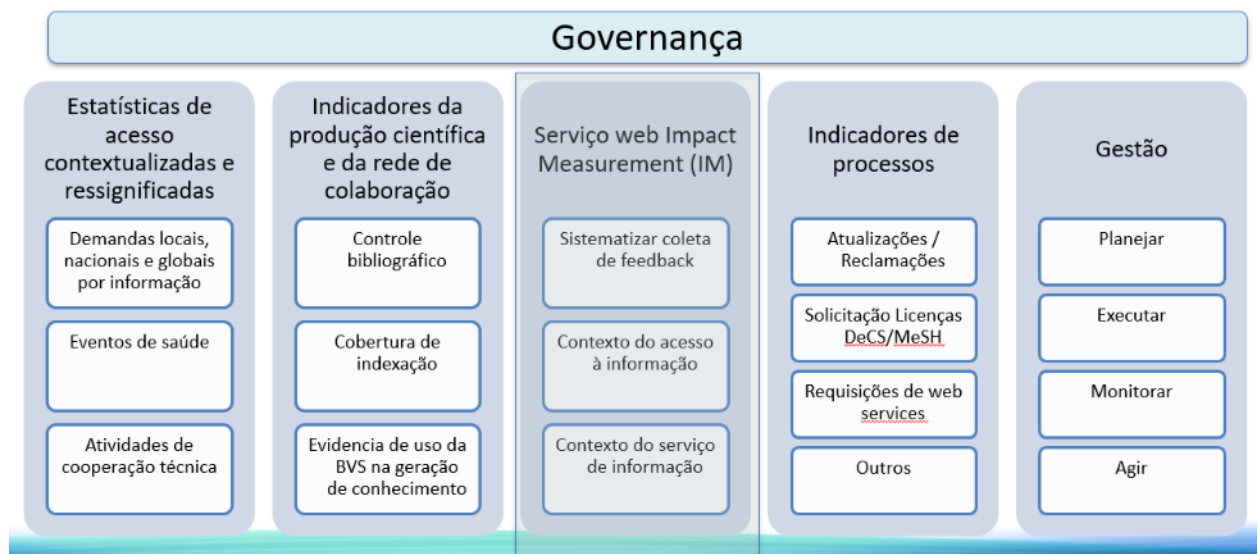 Governança
Estatísticas de
acesso
contextualizadas e
ressignificadas
Demandas locais,
nacionais e globais
por informação
Eventos de saúde
Atividades de
cooperação técnica
Indicadores da
produção científica
e da rede de
colaboração
Controle
bibliográfico
Cobertura de
indexação
Evidencia de uso da
BVS na geração
de conhecimento
Serviço web Impact
Measurement (IM)
Sistematizar coleta
de feedback
Contexto do acesso
à informação
Contexto do serviço
de informação
Indicadores de
processos
Atualizações /
Reclamações
Solicitação Licenças
DeCS/MeSH
Requisições de web
services
Outros
Gestão
Planejar
Executar
Monitorar
Agir